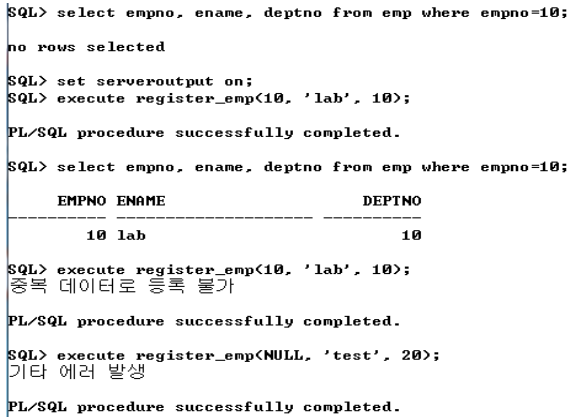 SQL> select empno, ename, deptno from emp where empno=10;
no rows selected
SQL> set serveroutput on;
SQL> execute register_emp(10, 'lab', 10);
PL/SQL procedure successfully completed.
SQL> select empno, ename, deptno from emp where empno=10;
EMPNO ENAME DEPTNO
---------- -------------------- ----------
10 lab 10
SQL> execute register_emp(10, 'lab', 10);
중복 데이터로 등록 불가
PL/SQL procedure successfully completed.
SQL> execute register_emp(NULL, 'test', 20);
기타 에러 발생
PL/SQL procedure successfully completed.